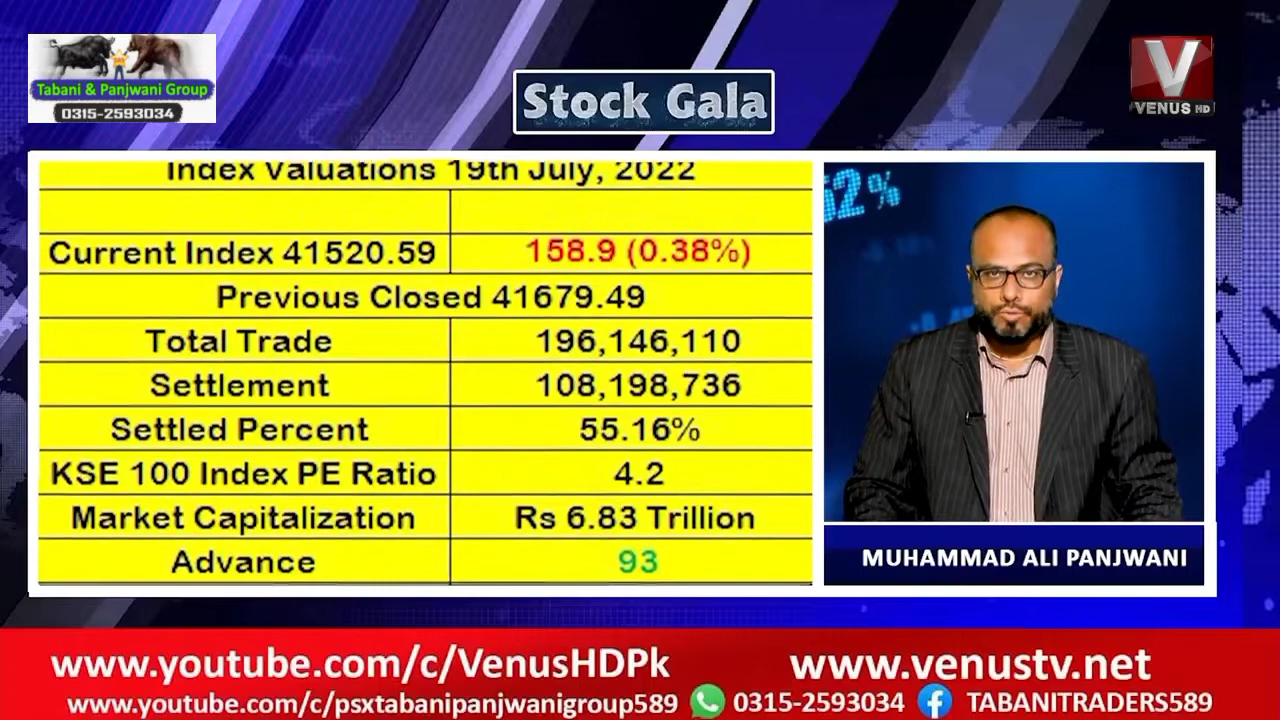 Tabani & Panjwani Group
0315-2593034
Stock Gala
V
VENUS HD
Index Valuations 19th July, 2022
Current Index 41520.59 158.9 (0.38%)
Previous Closed 41679.49
Total Trade 196,146,110
Settlement 108,198,736
Settled Percent 55.16%
KSE 100 Index PE Ratio 4.2
Market Capitalization Rs 6.83 Trillion
Advance 93
52%
MUHAMMAD ALI PANJWANI
www.youtube.com/c/VenusHDPk www.venustv.net
www.youtube.com/c/psxtabanipanjwanigroup589 0315-2593034 TABANITRADERS589